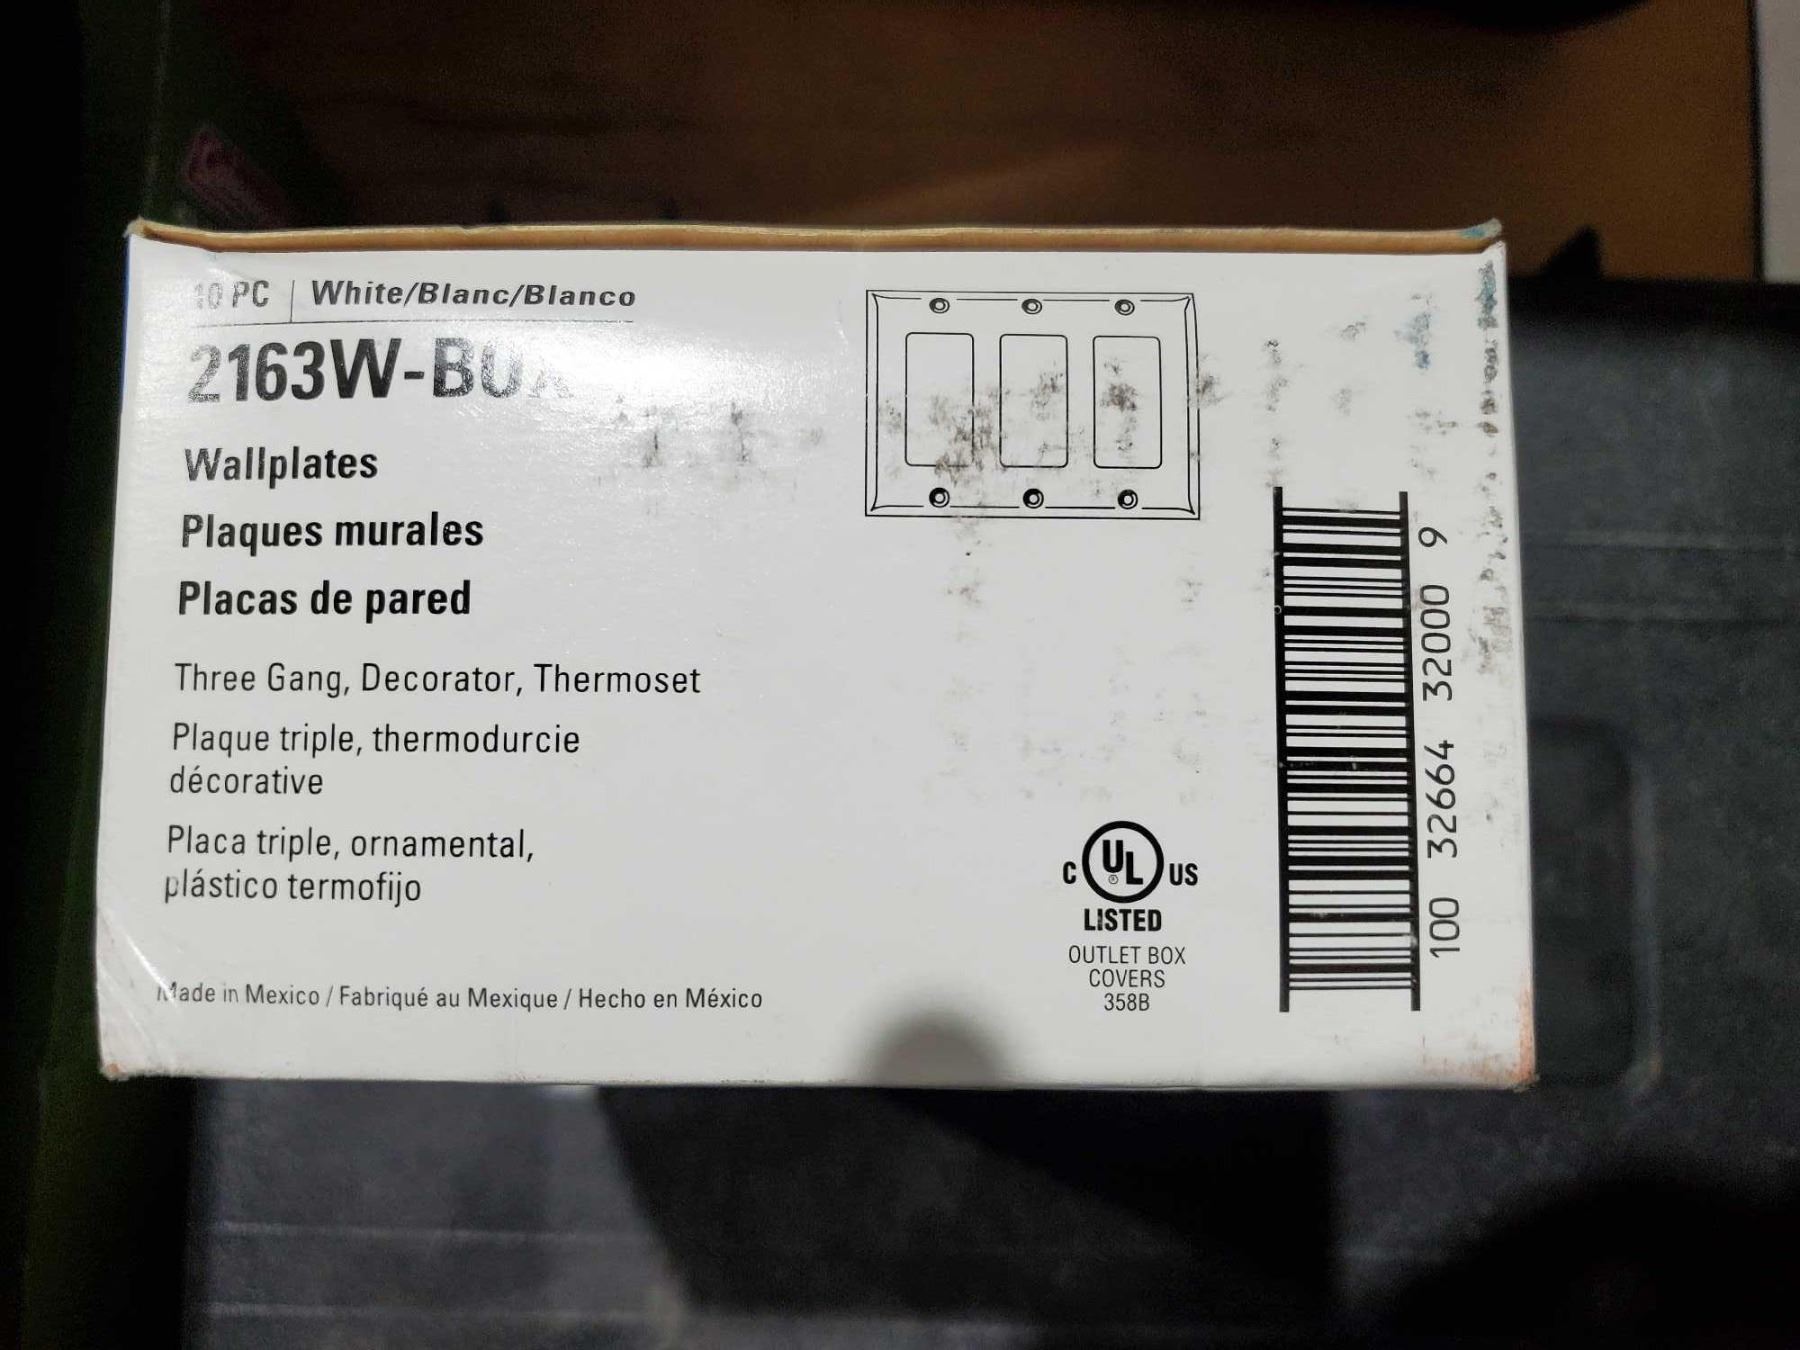 10 PC | White/Blanc/Blanco
2163W-BOX
Wallplates
Plaques murales
Placas de pared
Three Gang, Decorator, Thermoset
Plaque triple, thermodurcie
décorative
Placa triple, ornamental,
plástico termofijo
Made in Mexico / Fabriqué au Mexique / Hecho en México
C UL ® US
LISTED
OUTLET BOX
COVERS
358B
100 32664 32000 9